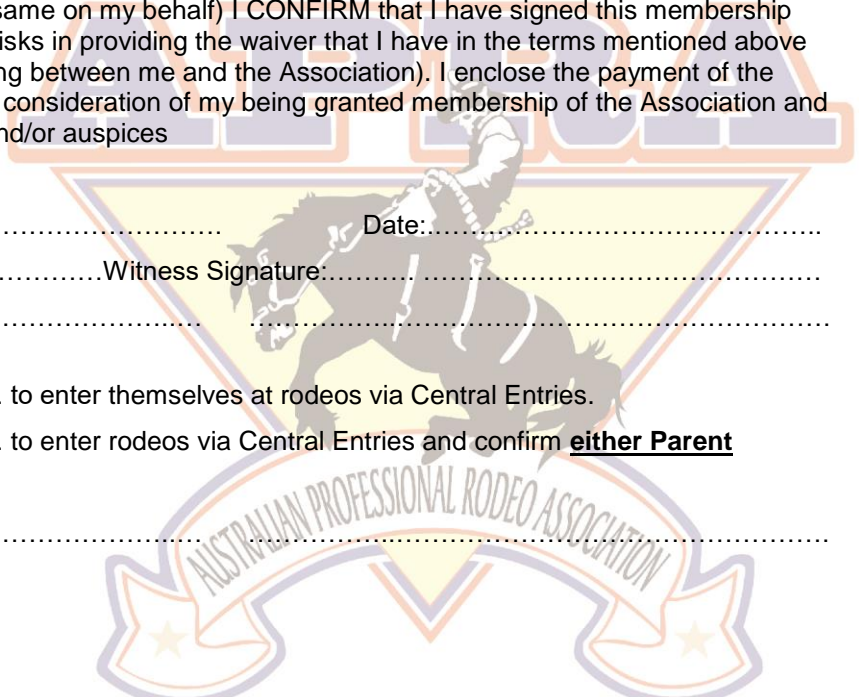 same on my behalf) I CONFIRM that I have signed this membership
isks in providing the waiver that I have in the terms mentioned above
ng between me and the Association). I enclose the payment of the
consideration of my being granted membership of the Association and
nd/or auspices
APRA
……………………. Date:……………………………………..
…………Witness Signature:………. ………………………………………
…………………..…. ……………..……………………………………………
. to enter themselves at rodeos via Central Entries.
. to enter rodeos via Central Entries and confirm either Parent
AUSTRALIAN PROFESSIONAL RODEO ASSOCIATION
…………………..…. …………………………………………………………….